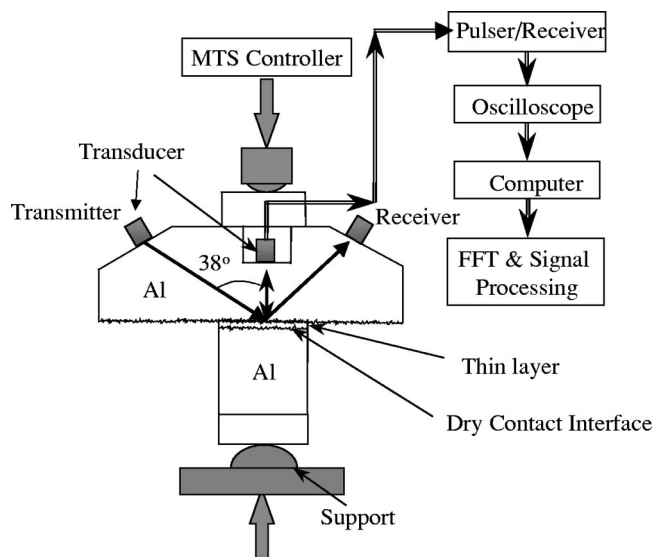 Pulser/Receiver
MTS Controller
Oscilloscope
Transducer
Computer
Transmitter
Receiver
38°
FFT & Signal
Processing
Al
Thin layer
Al
Dry Contact Interface
Support